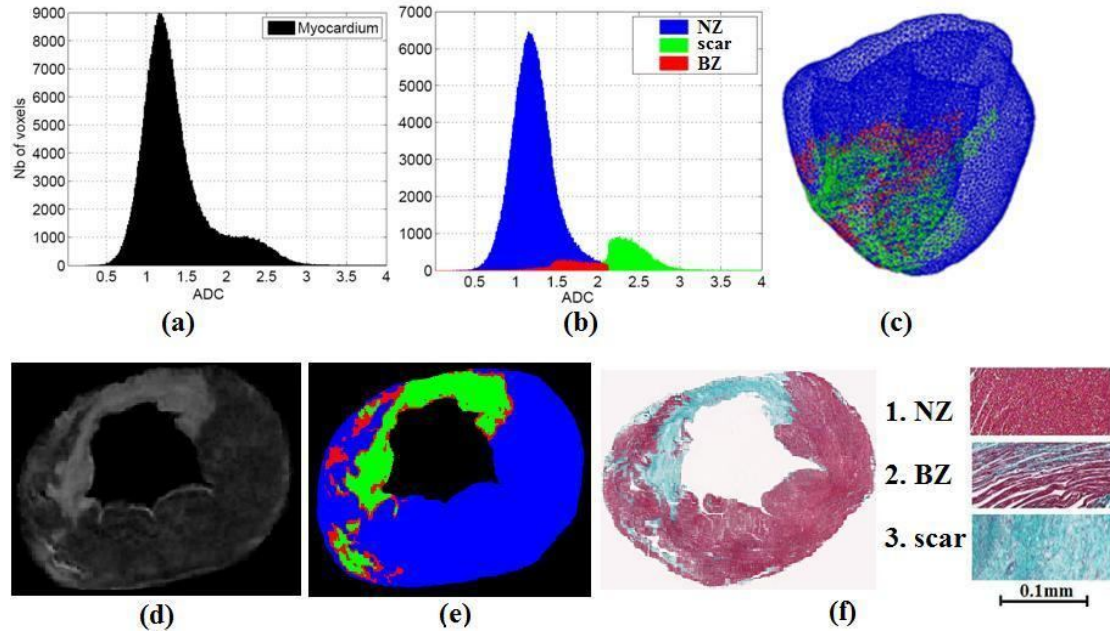 9000
8000
7000
6000
5000
4000
3000
2000
1000
0
Nb of voxels
Myocardium
0.5 1 1.5 2 2.5 3 3.5 4
ADC
(a)
7000
6000
5000
4000
3000
2000
1000
0
NZ
scar
BZ
0.5 1 1.5 2 2.5 3 3.5 4
ADC
(b)
(c)
(d)
(e)
(f)
1. NZ
2. BZ
3. scar
0.1mm